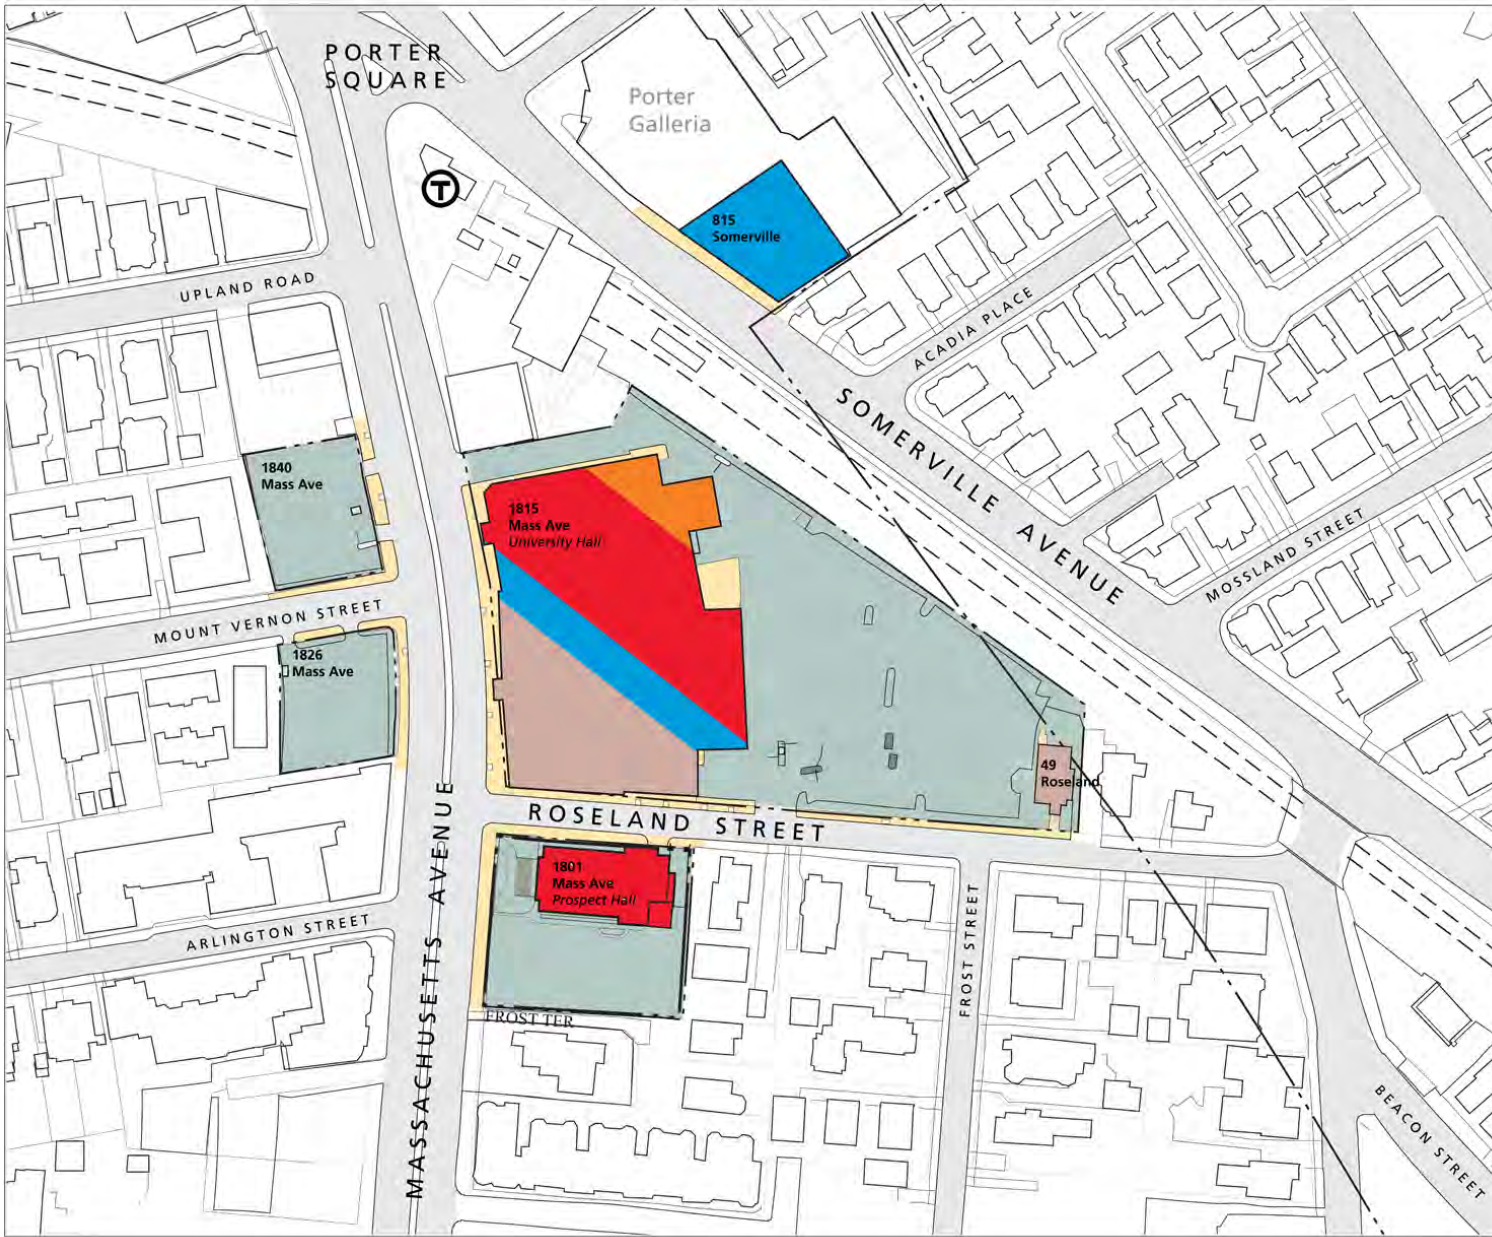 PORTER
SQUARE
Porter
Galleria
T
815
Somerville
UPLAND ROAD
ACADIA PLACE
SOMERVILLE AVENUE
1840
Mass Ave
1815
Mass Ave
University Hall
MOSSLAND STREET
MOUNT VERNON STREET
1826
Mass Ave
49
Roseland
ROSELAND STREET
MASSACHUSETTS AVENUE
1801
Mass Ave
Prospect Hall
ARLINGTON STREET
FROST STREET
FROST TER
BEACON STREET